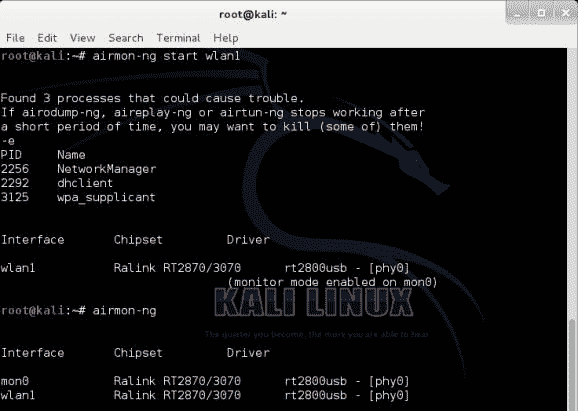 root@kali: ~
File Edit View Search Terminal Help
root@kali:~# airmon-ng start wlan1
Found 3 processes that could cause trouble.
If airodump-ng, aireplay-ng or airtun-ng stops working after
a short period of time, you may want to kill (some of) them!
-e
PID Name
2256 NetworkManager
2292 dhclient
3125 wpa_supplicant
Interface Chipset Driver
wlan1 Ralink RT2870/3070 rt2800usb - [phy0]
(monitor mode enabled on mon0)
root@kali:~# airmon-ng
KALI LINUX
The quieter you become, the more you are able to hear
Interface Chipset Driver
mon0 Ralink RT2870/3070 rt2800usb - [phy0]
wlan1 Ralink RT2870/3070 rt2800usb - [phy0]